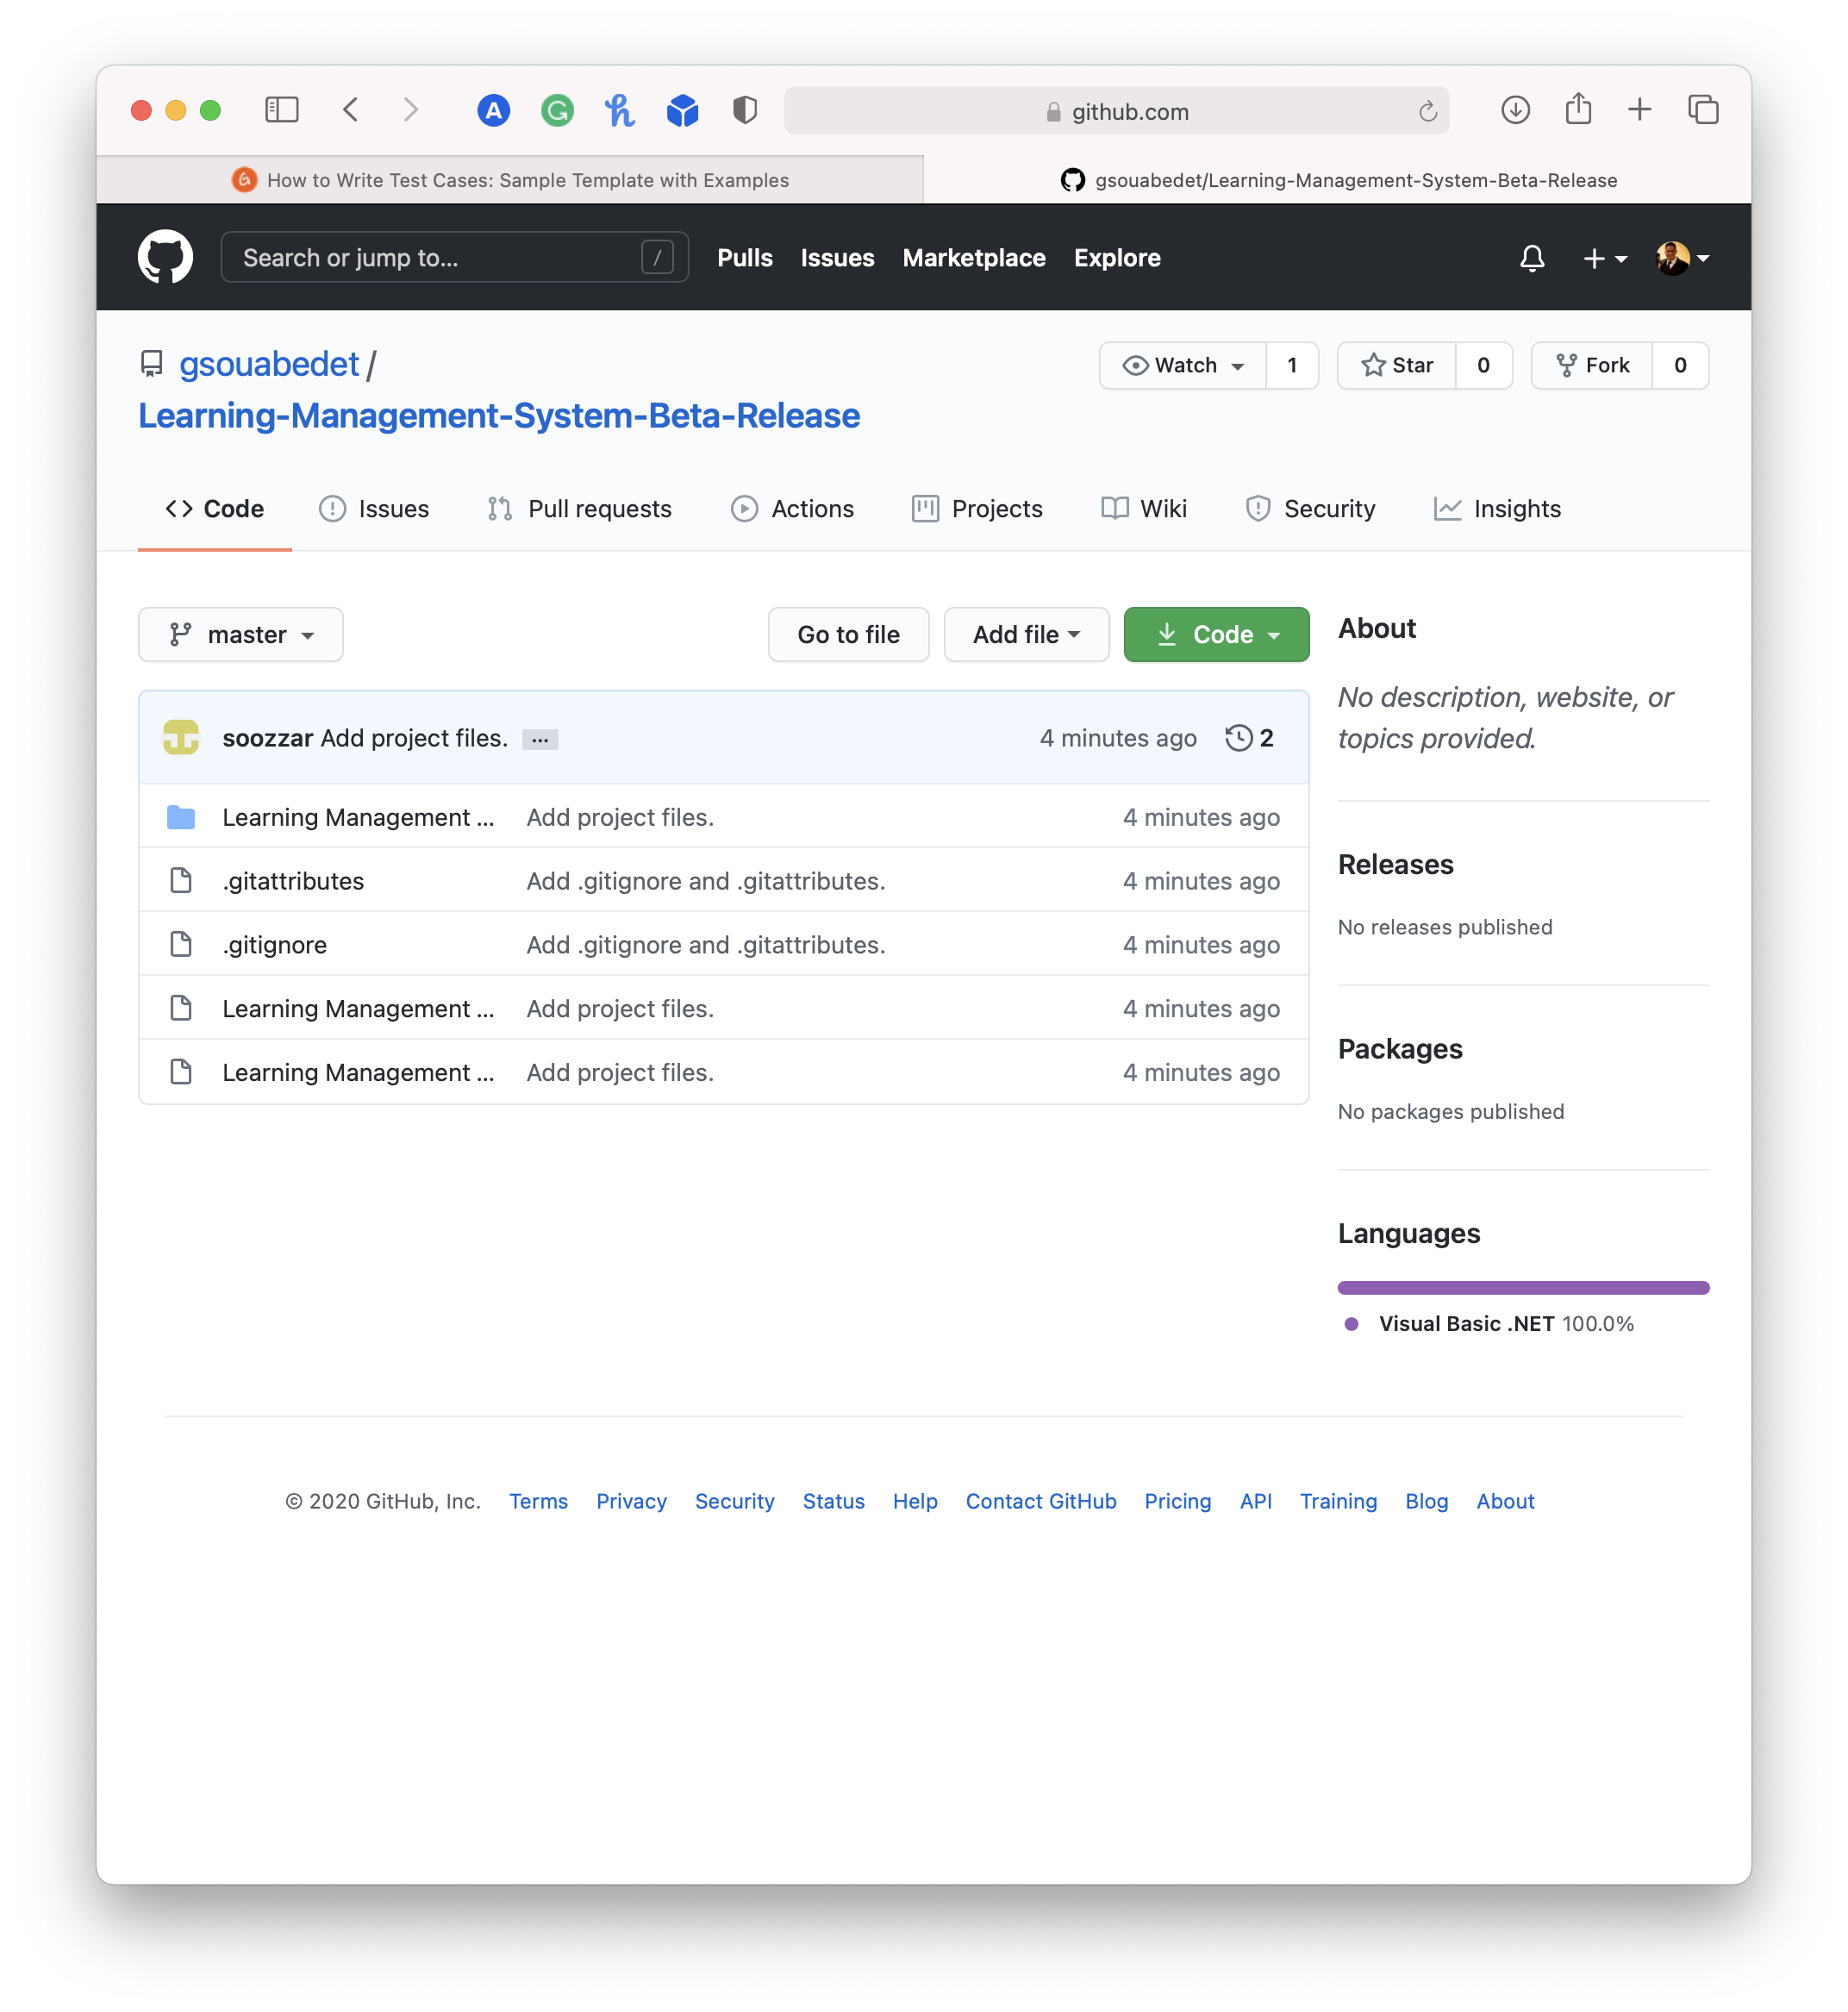 github.com
How to Write Test Cases: Sample Template with Examples
gsouabedet/Learning-Management-System-Beta-Release
Search or jump to... /
Pulls Issues Marketplace Explore
gsouabedet /
Learning-Management-System-Beta-Release
Watch 1 Star 0 Fork 0
Code Issues Pull requests Actions Projects Wiki Security Insights
master Go to file Add file Code
soozzar Add project files. ... 4 minutes ago 2
Learning Management ... Add project files. 4 minutes ago
.gitattributes Add .gitignore and .gitattributes. 4 minutes ago
.gitignore Add .gitignore and .gitattributes. 4 minutes ago
Learning Management ... Add project files. 4 minutes ago
Learning Management ... Add project files. 4 minutes ago
About
No description, website, or
topics provided.
Releases
No releases published
Packages
No packages published
Languages
Visual Basic .NET 100.0%
© 2020 GitHub, Inc. Terms Privacy Security Status Help Contact GitHub Pricing API Training Blog About